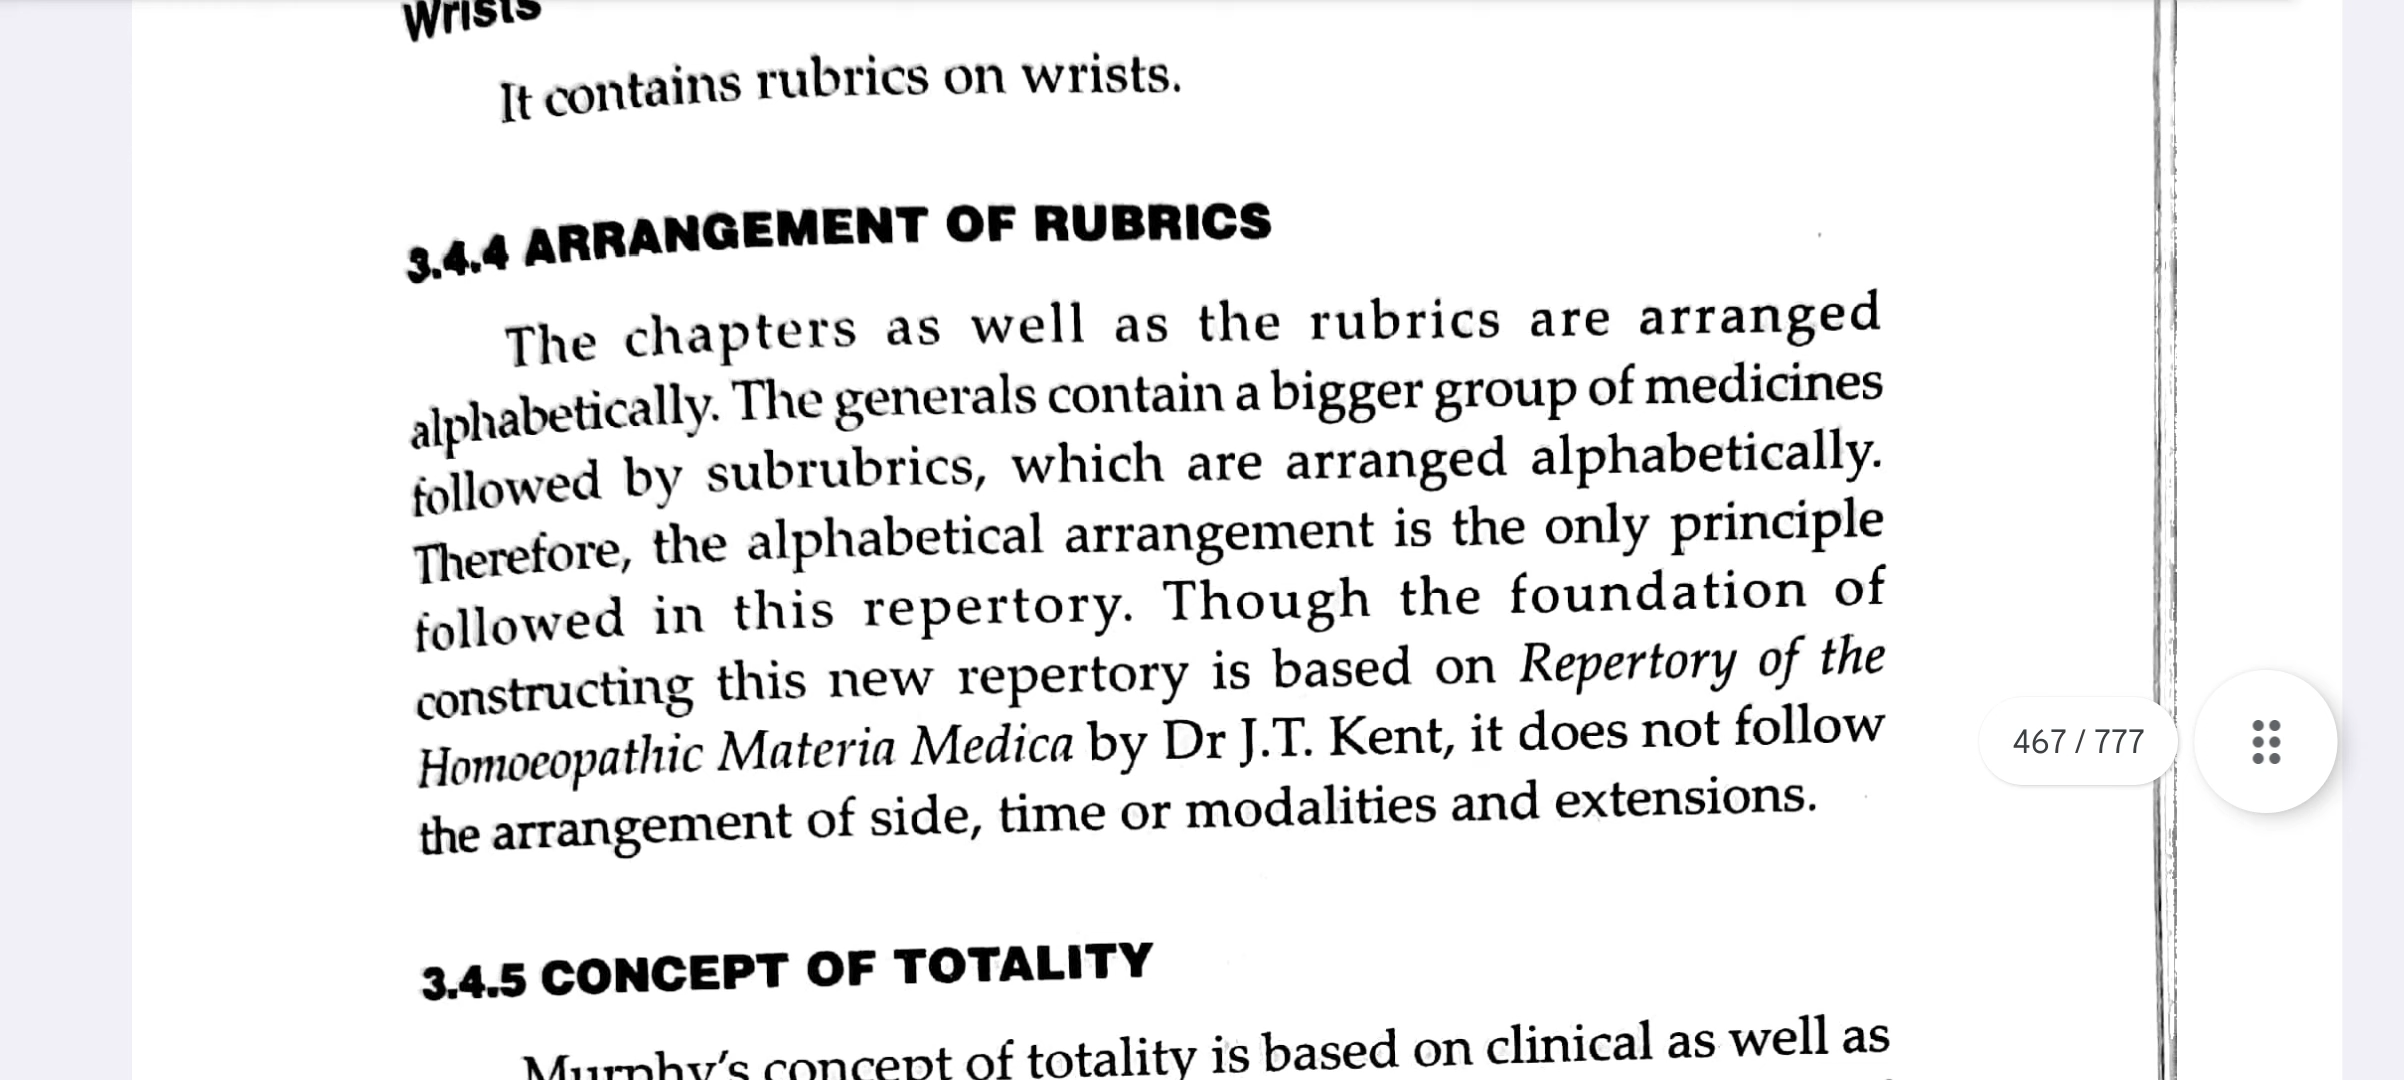 Wrists
It contains rubrics on wrists.
3.4.4 ARRANGEMENT OF RUBRICS
The chapters as well as the rubrics are arranged
alphabetically. The generals contain a bigger group of medicines
followed by subrubrics, which are arranged alphabetically.
Therefore, the alphabetical arrangement is the only principle
followed in this repertory. Though the foundation of
constructing this new repertory is based on Repertory of the
Homoeopathic Materia Medica by Dr J.T. Kent, it does not follow
the arrangement of side, time or modalities and extensions.
467 / 777
3.4.5 CONCEPT OF TOTALITY
Murphy's concept of totality is based on clinical as well as